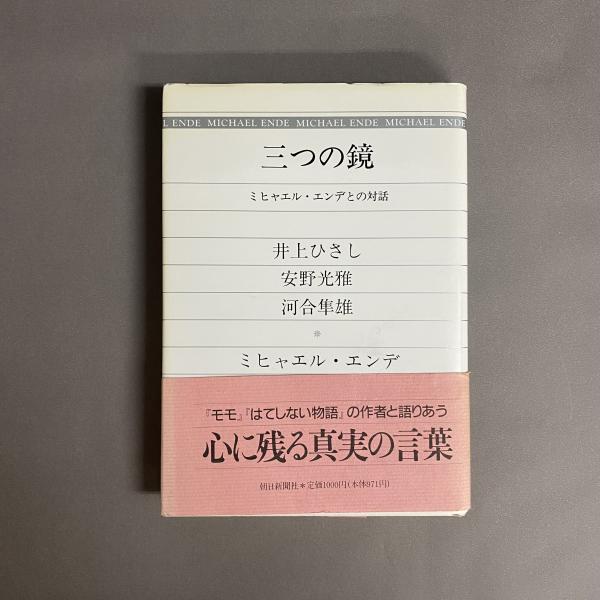 L ENDE MICHAEL ENDE MICHAEL ENDE MICHAEL ENDE
三つの鏡
ミヒャエル・エンデとの対話
井上ひさし
安野光雅
河合隼雄
＊
ミヒャエル・エンデ
『モモ』『はてしない物語』の作者と語りあう
心に残る真実の言葉
朝日新聞社＊定価1000円(本体971円)